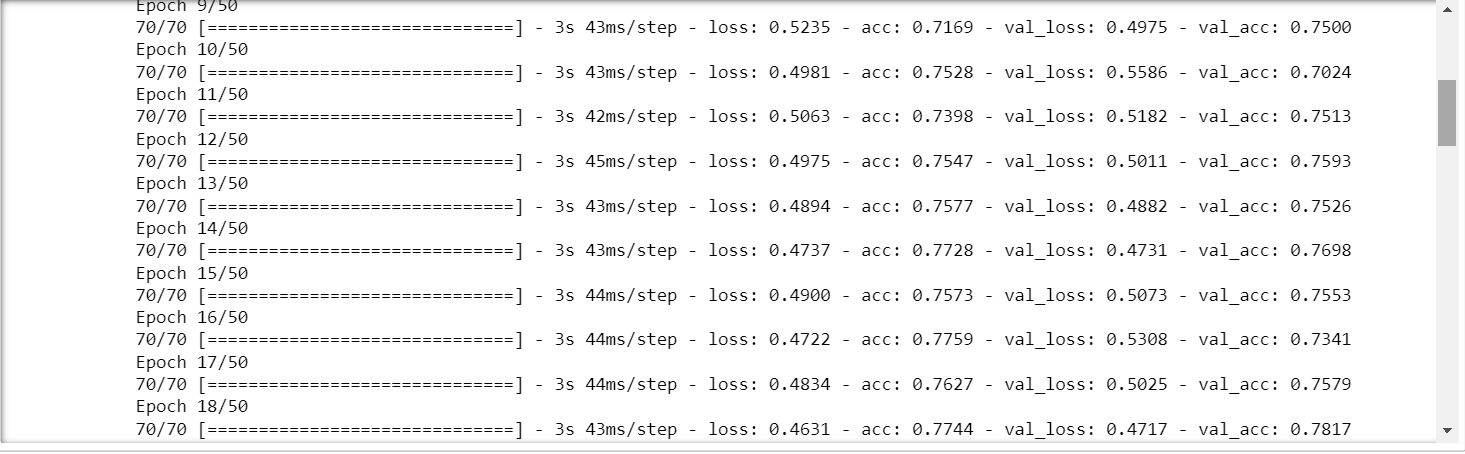 Epoch 9/50
70/70 [==============================] - 3s 43ms/step - loss: 0.5235 - acc: 0.7169 - val_loss: 0.4975 - val_acc: 0.7500
Epoch 10/50
70/70 [==============================] - 3s 43ms/step - loss: 0.4981 - acc: 0.7528 - val_loss: 0.5586 - val_acc: 0.7024
Epoch 11/50
70/70 [==============================] - 3s 42ms/step - loss: 0.5063 - acc: 0.7398 - val_loss: 0.5182 - val_acc: 0.7513
Epoch 12/50
70/70 [==============================] - 3s 45ms/step - loss: 0.4975 - acc: 0.7547 - val_loss: 0.5011 - val_acc: 0.7593
Epoch 13/50
70/70 [==============================] - 3s 43ms/step - loss: 0.4894 - acc: 0.7577 - val_loss: 0.4882 - val_acc: 0.7526
Epoch 14/50
70/70 [==============================] - 3s 43ms/step - loss: 0.4737 - acc: 0.7728 - val_loss: 0.4731 - val_acc: 0.7698
Epoch 15/50
70/70 [==============================] - 3s 44ms/step - loss: 0.4900 - acc: 0.7573 - val_loss: 0.5073 - val_acc: 0.7553
Epoch 16/50
70/70 [==============================] - 3s 44ms/step - loss: 0.4722 - acc: 0.7759 - val_loss: 0.5308 - val_acc: 0.7341
Epoch 17/50
70/70 [==============================] - 3s 44ms/step - loss: 0.4834 - acc: 0.7627 - val_loss: 0.5025 - val_acc: 0.7579
Epoch 18/50
70/70 [==============================] - 3s 43ms/step - loss: 0.4631 - acc: 0.7744 - val_loss: 0.4717 - val_acc: 0.7817